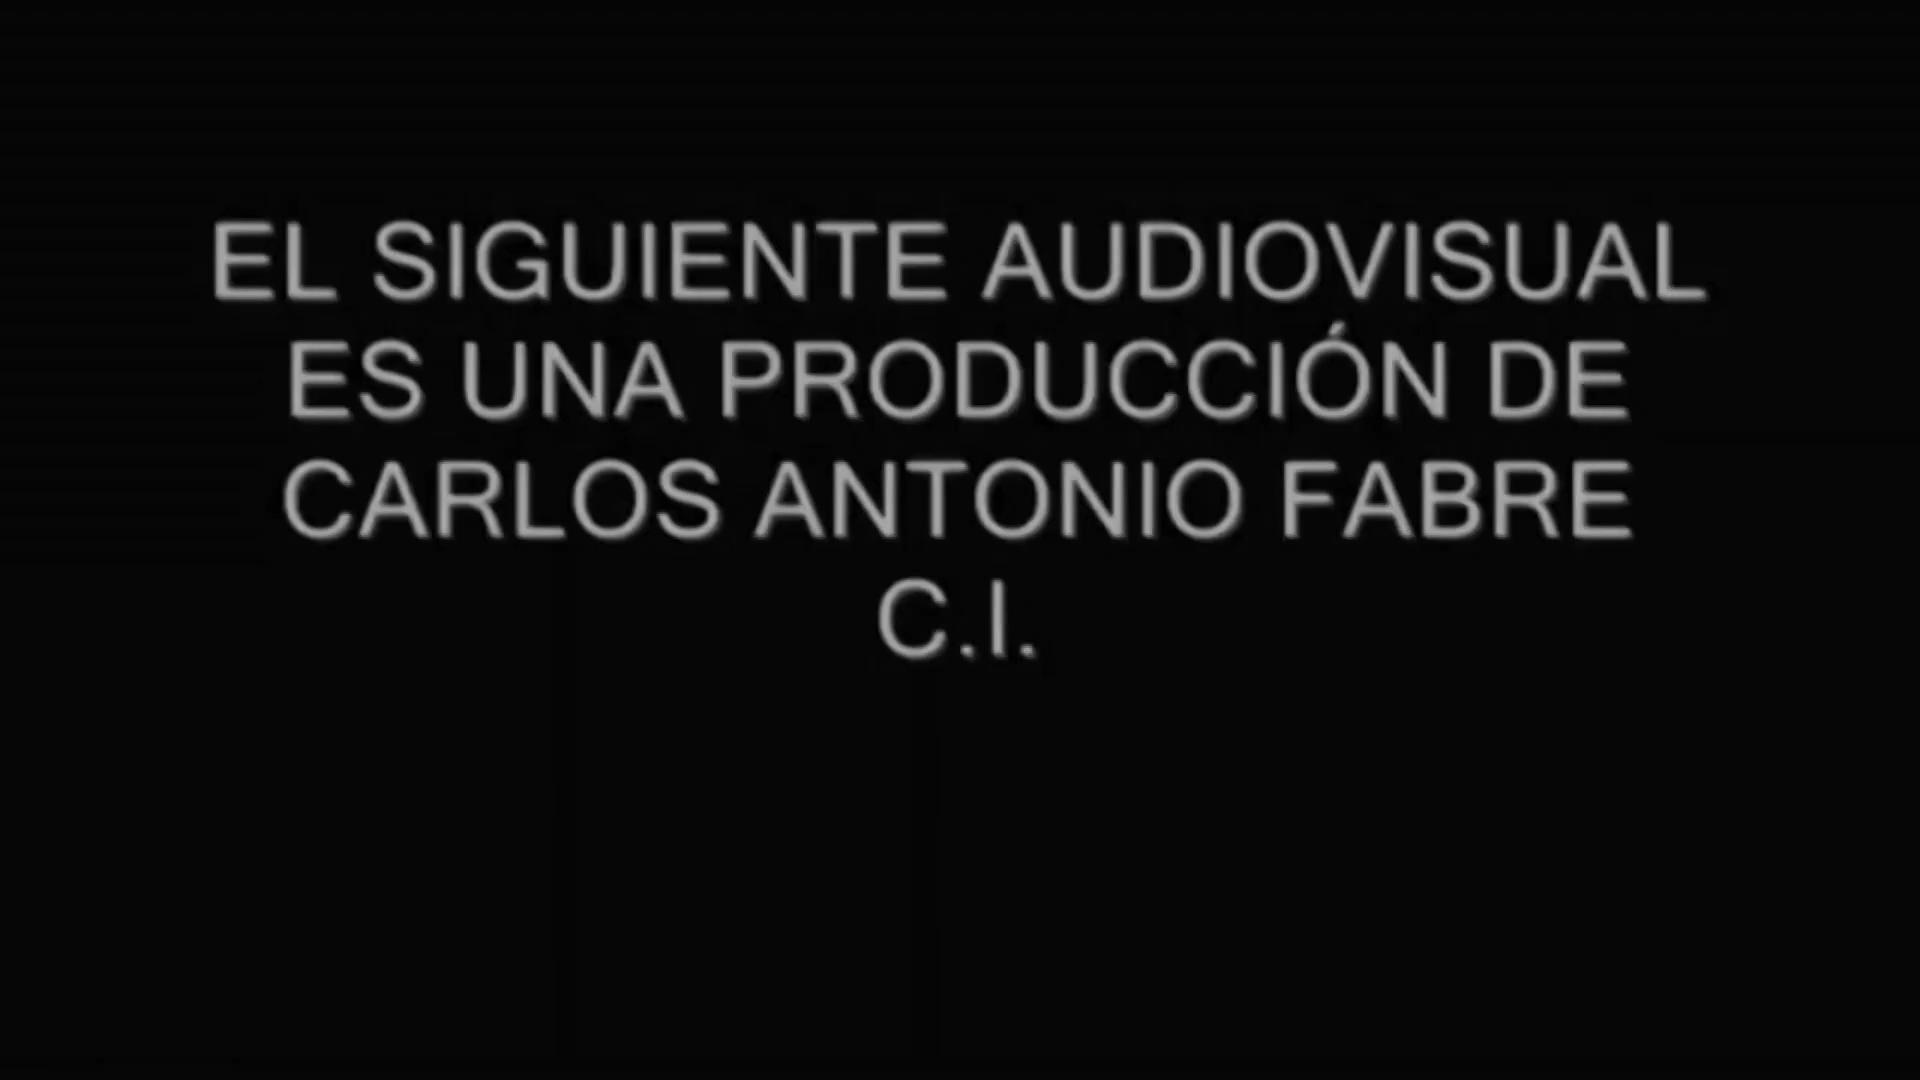 EL SIGUIENTE AUDIOVISUAL
ES UNA PRODUCCIÓN DE
CARLOS ANTONIO FABRE
C.I.